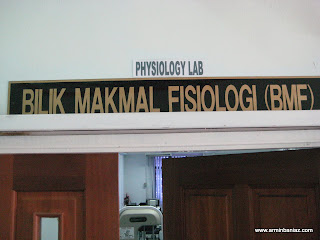 PHYSIOLOGY LAB
BILIK MAKMAL FISIOLOGI (BMF)
www.arminbaniaz.com